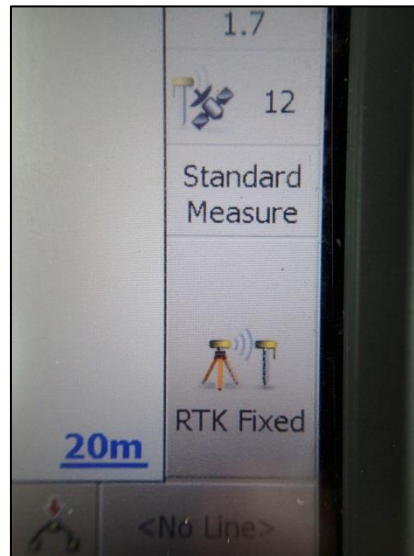 1.7
12
Standard
Measure
RTK Fixed
20m
<No Line>